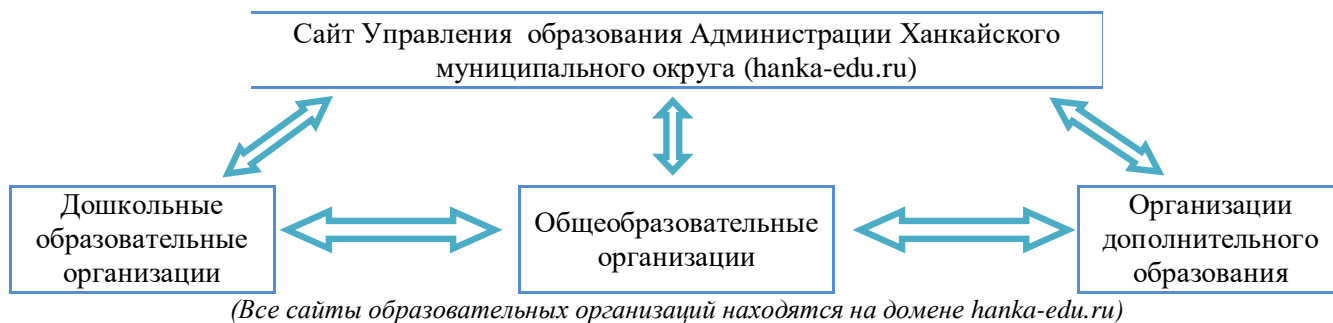 Сайт Управления образования Администрации Ханкайского
муниципального округа (hanka-edu.ru)
Дошкольные
образовательные
организации
Общеобразовательные
организации
Организации
дополнительного
образования
(Все сайты образовательных организаций находятся на домене hanka-edu.ru)